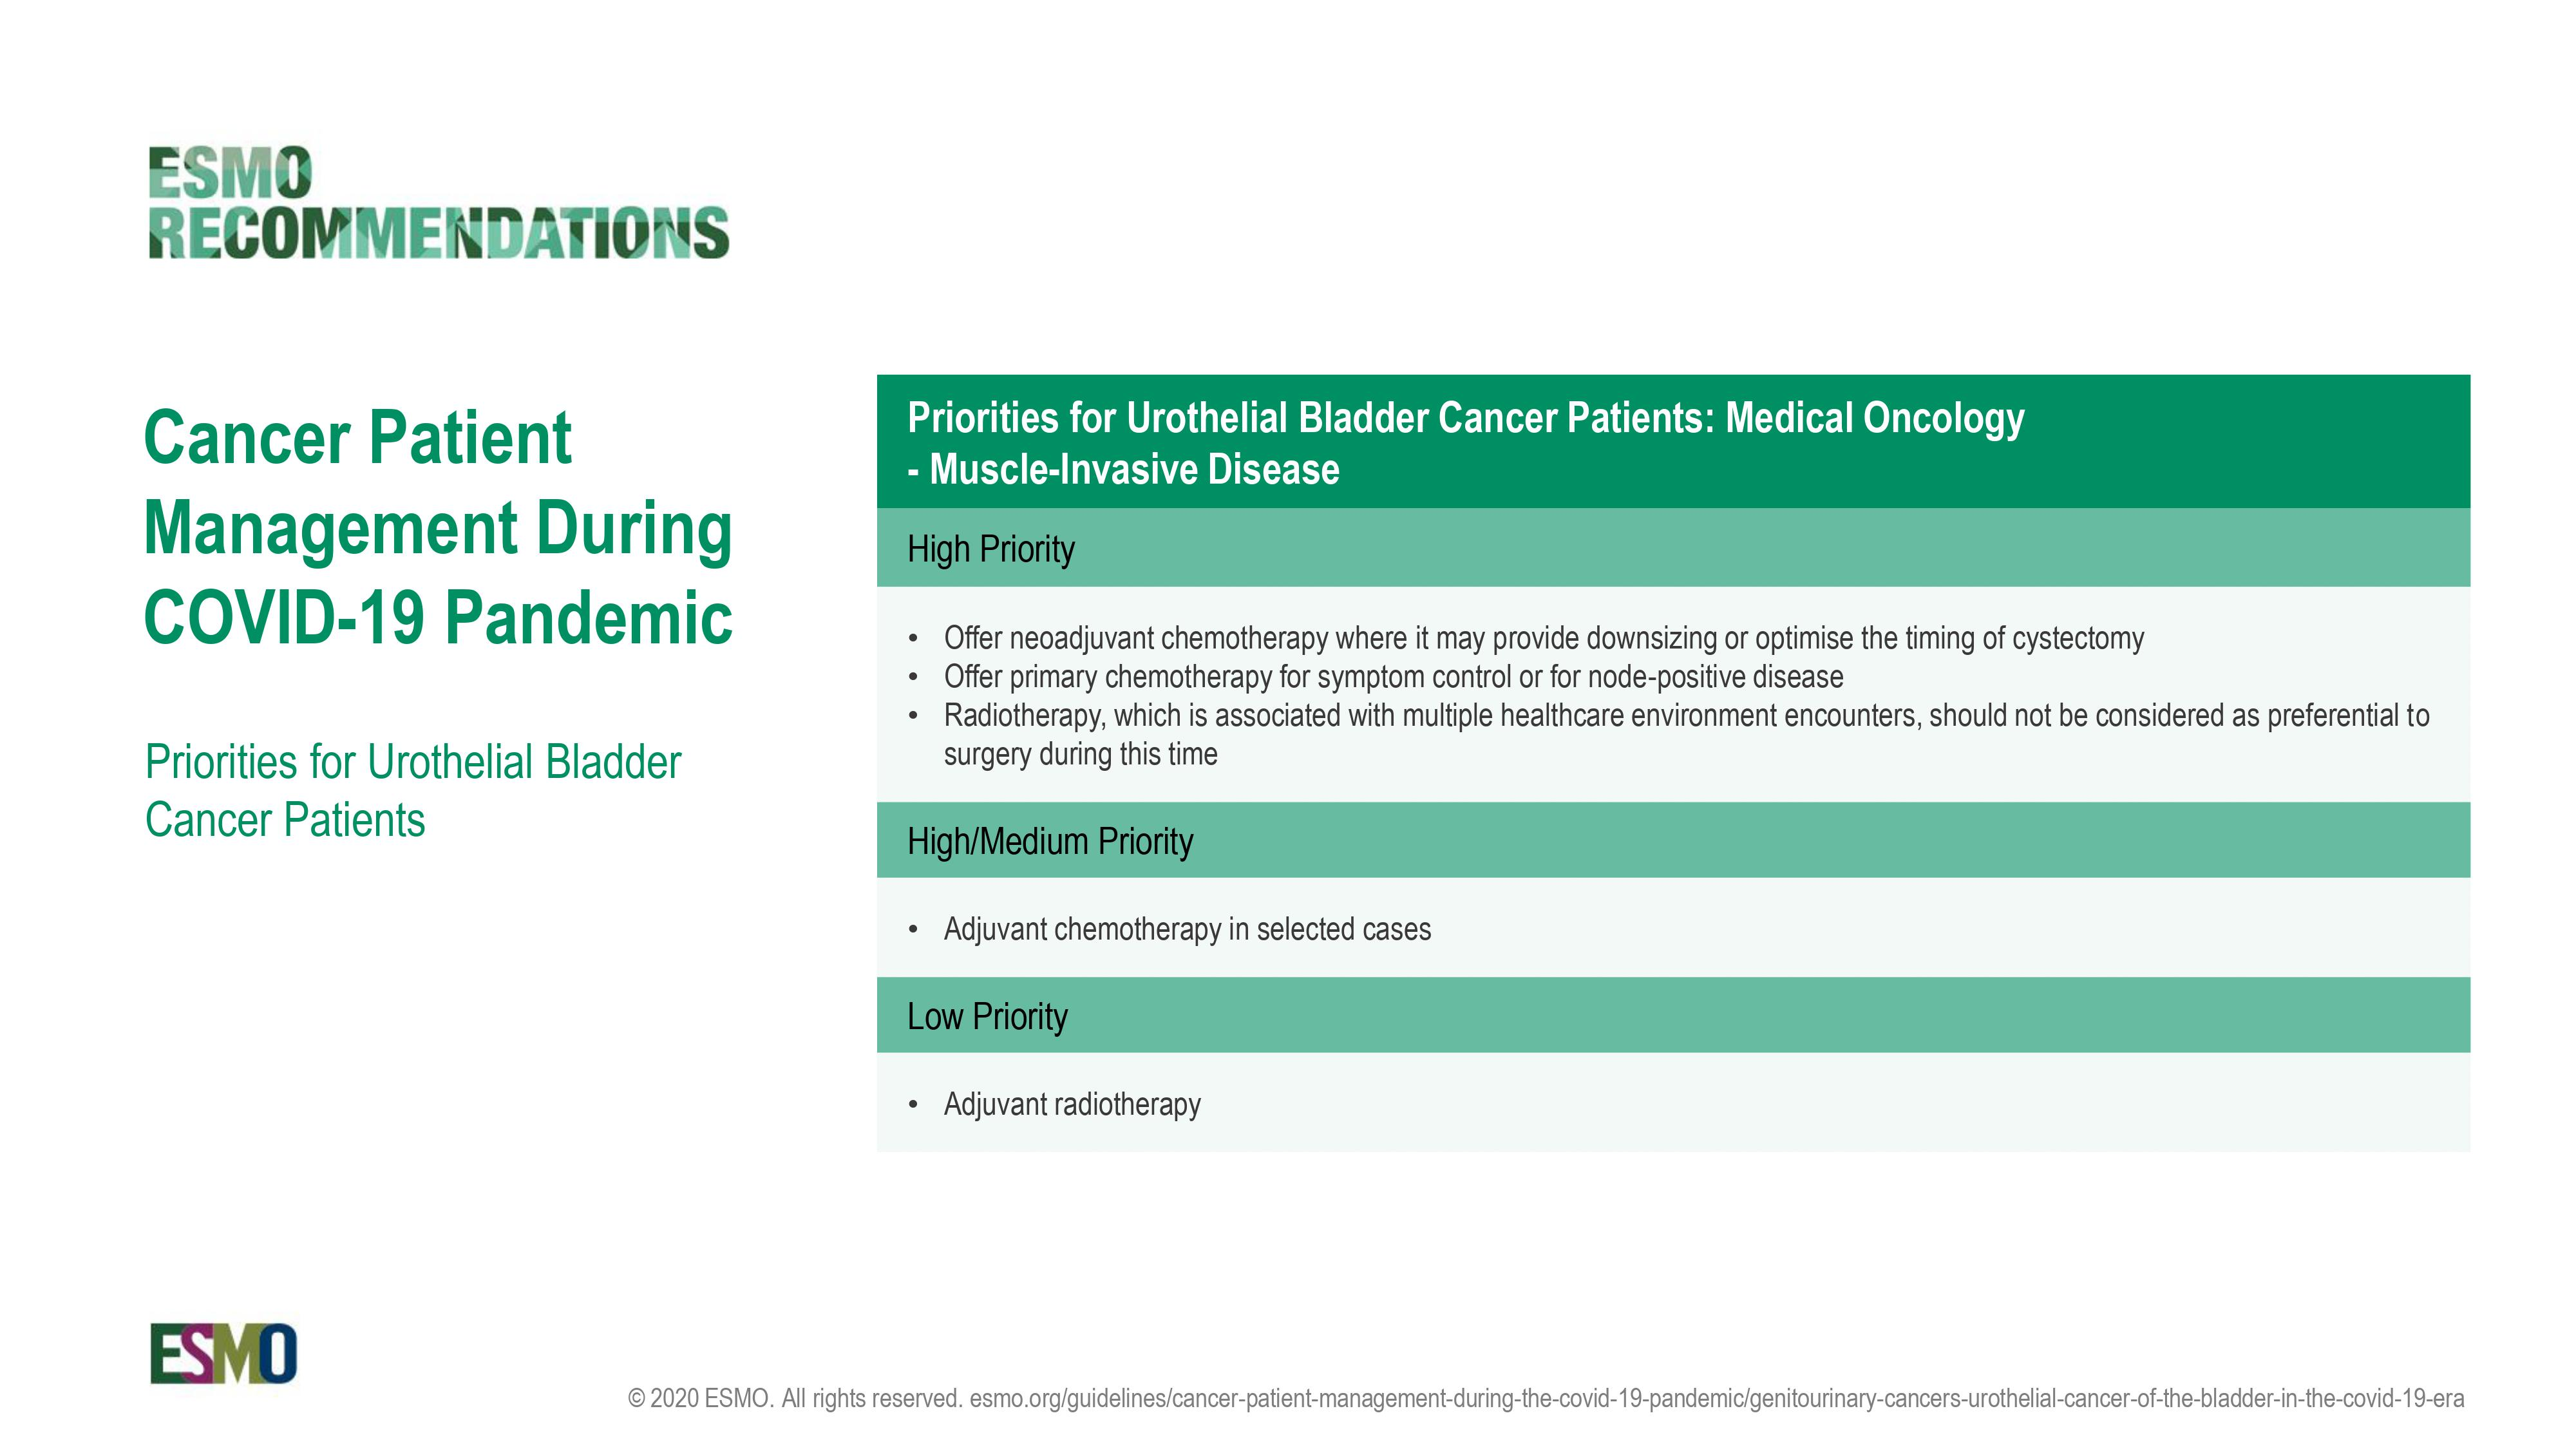 ESMO
RECOMMENDATIONS
Cancer Patient
Management During
COVID-19 Pandemic
Priorities for Urothelial Bladder
Cancer Patients
Priorities for Urothelial Bladder Cancer Patients: Medical Oncology
- Muscle-Invasive Disease
High Priority
• Offer neoadjuvant chemotherapy where it may provide downsizing or optimise the timing of cystectomy
• Offer primary chemotherapy for symptom control or for node-positive disease
• Radiotherapy, which is associated with multiple healthcare environment encounters, should not be considered as preferential to
surgery during this time
High/Medium Priority
• Adjuvant chemotherapy in selected cases
Low Priority
• Adjuvant radiotherapy
ESMO
© 2020 ESMO. All rights reserved. esmo.org/guidelines/cancer-patient-management-during-the-covid-19-pandemic/genitourinary-cancers-urothelial-cancer-of-the-bladder-in-the-covid-19-era